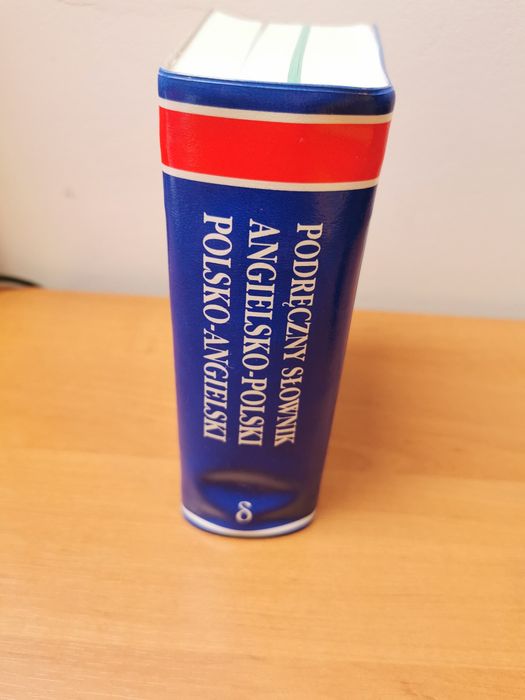 PODRĘCZNY SŁOWNIK
ANGIELSKO-POLSKI
POLSKO-ANGIELSKI